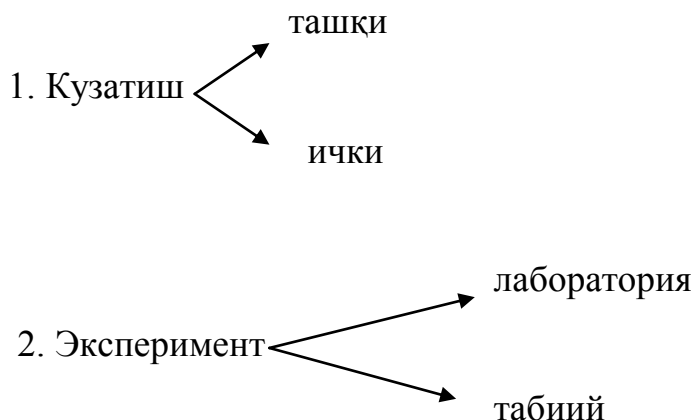 ташқи
1. Кузатиш
ички
лаборатория
2. Эксперимент
табиий